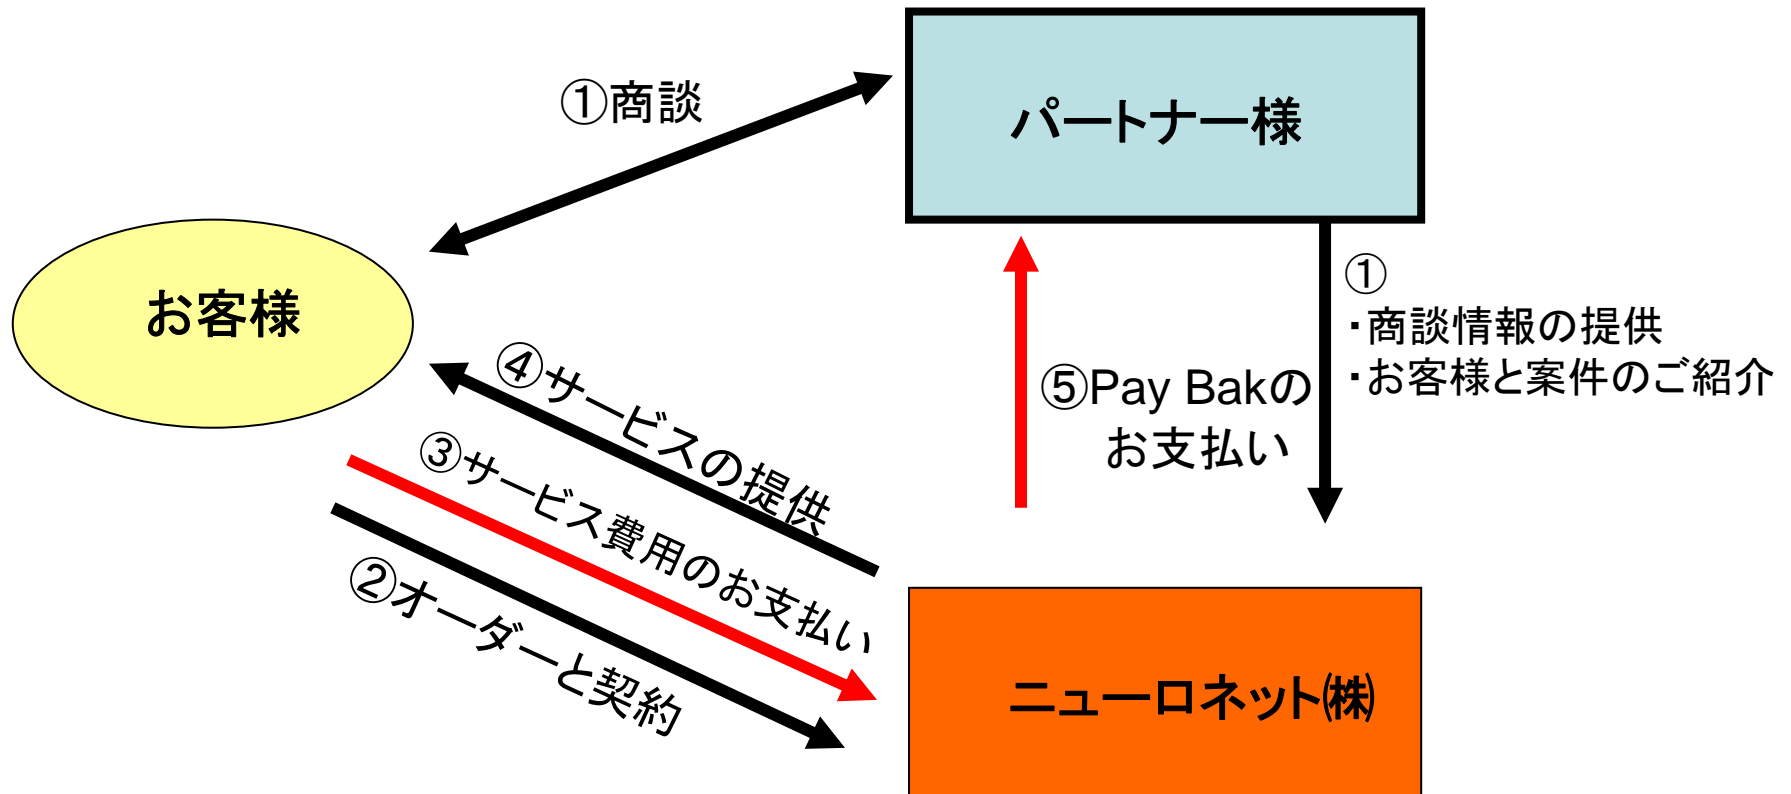 ①商談
パートナー様
お客様
①
・商談情報の提供
・お客様と案件のご紹介
⑤Pay Bakの
お支払い
④サービスの提供
③サービス費用のお支払い
②オーダーと契約
ニューロネット㈱